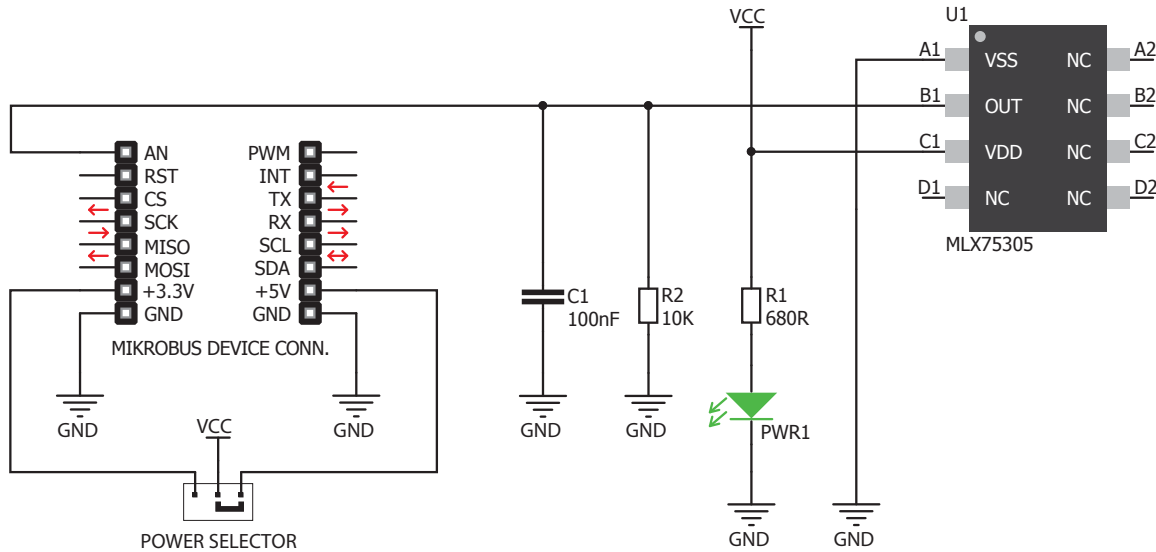 VCC
U1
A1 VSS NC A2
B1 OUT NC B2
C1 VDD NC C2
D1 NC NC D2
MLX75305
AN PWM
RST INT
CS TX
SCK RX
MISO SCL
MOSI SDA
+3.3V +5V
GND GND
MIKROBUS DEVICE CONN.
C1
100nF
R2
10K
R1
680R
PWR1
GND
GND
GND
GND
GND
GND
VCC
POWER SELECTOR